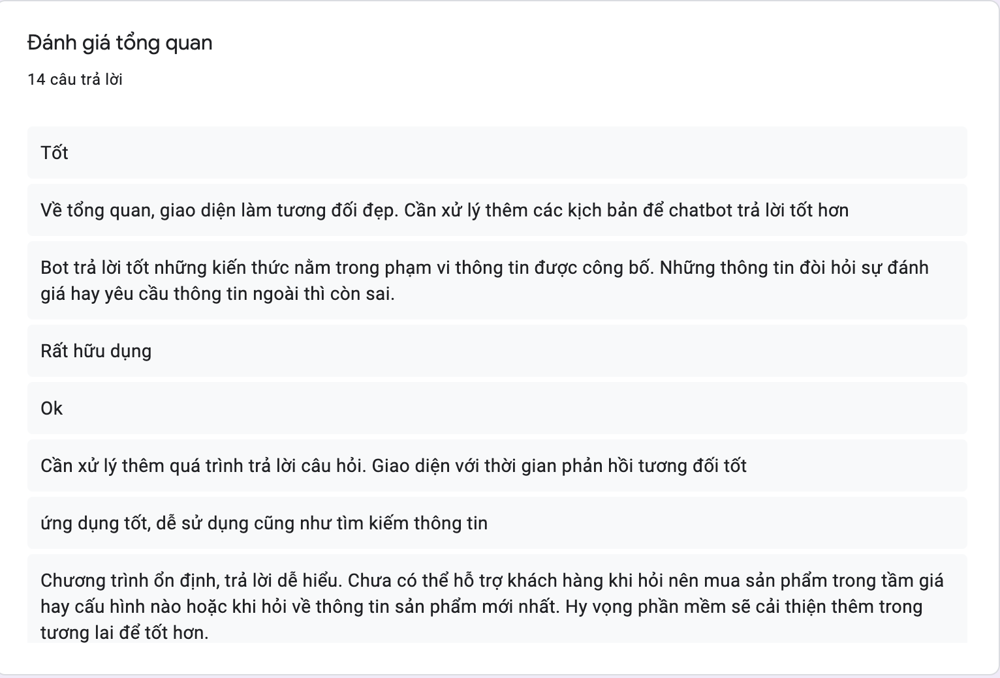 Đánh giá tổng quan
14 câu trả lời
Tốt
Về tổng quan, giao diện làm tương đối đẹp. Cần xử lý thêm các kịch bản để chatbot trả lời tốt hơn
Bot trả lời tốt những kiến thức nằm trong phạm vi thông tin được công bố. Những thông tin đòi hỏi sự đánh
giá hay yêu cầu thông tin ngoài thì còn sai.
Rất hữu dụng
Ok
Cần xử lý thêm quá trình trả lời câu hỏi. Giao diện với thời gian phản hồi tương đối tốt
ứng dụng tốt, dễ sử dụng cũng như tìm kiếm thông tin
Chương trình ổn định, trả lời dễ hiểu. Chưa có thể hỗ trợ khách hàng khi hỏi nên mua sản phẩm trong tầm giá
hay cấu hình nào hoặc khi hỏi về thông tin sản phẩm mới nhất. Hy vọng phần mềm sẽ cải thiện thêm trong
tương lai để tốt hơn.